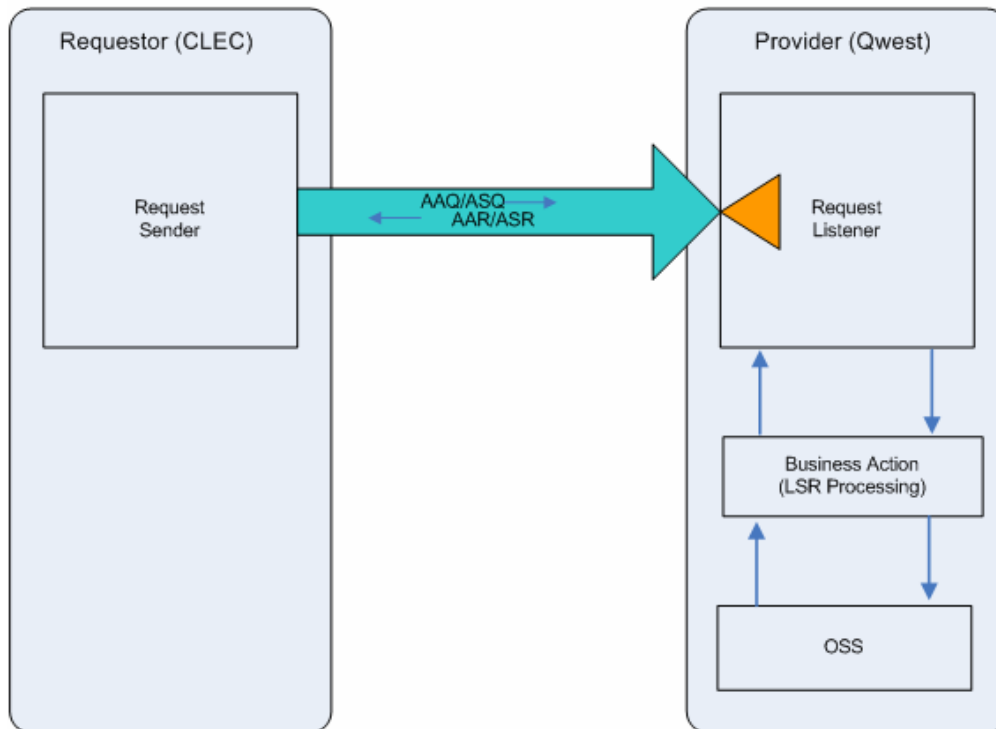 Requestor (CLEC)
Provider (Qwest)
Request
Sender
AAQ/ASQ
AAR/ASR
Request
Listener
Business Action
(LSR Processing)
OSS